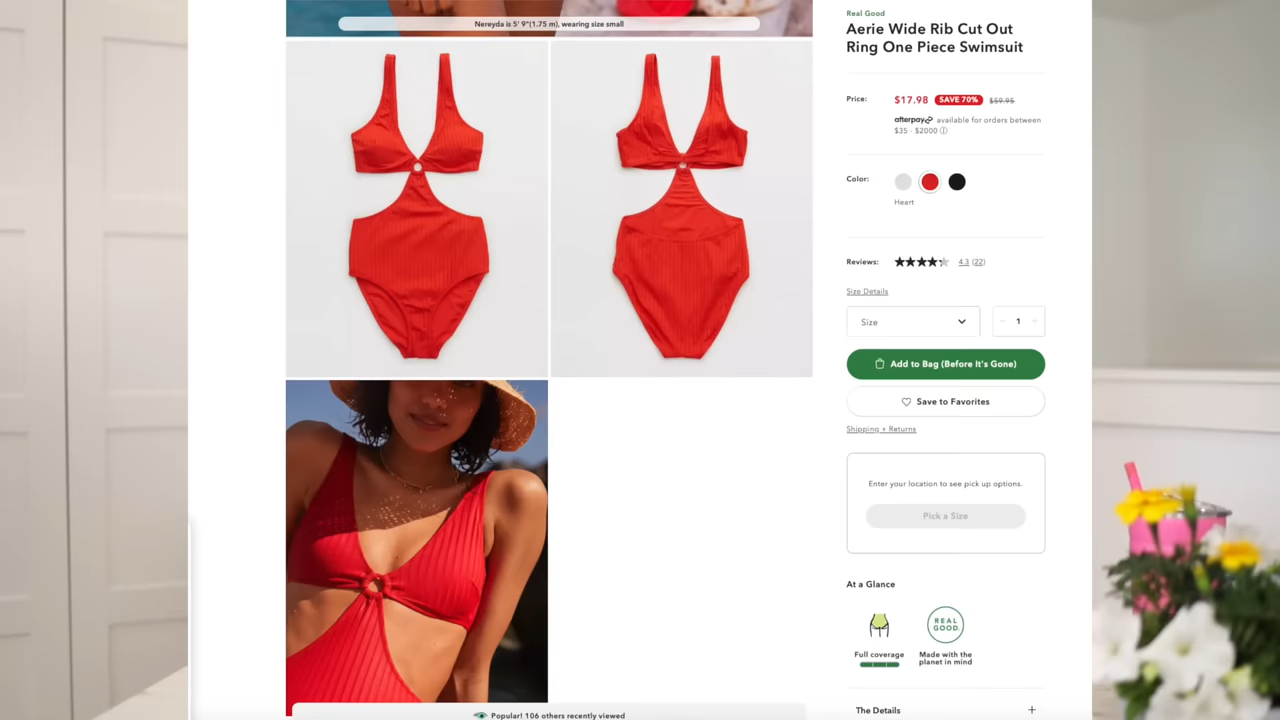 Nereyda is 5' 9"(1.75 m), wearing size small
Real Good
Aerie Wide Rib Cut Out
Ring One Piece Swimsuit
Price:
$17.98 SAVE 70% $59.95
afterpay available for orders between
$35 - $2000 ⓘ
Color:
Heart
Reviews:
4.3 (22)
Size Details
Size
1
Add to Bag (Before It's Gone)
Save to Favorites
Shipping + Returns
Enter your location to see pick up options.
Pick a Size
At a Glance
REAL
GOOD.
Full coverage
Made with the
planet in mind
The Details
Popular! 106 others recently viewed